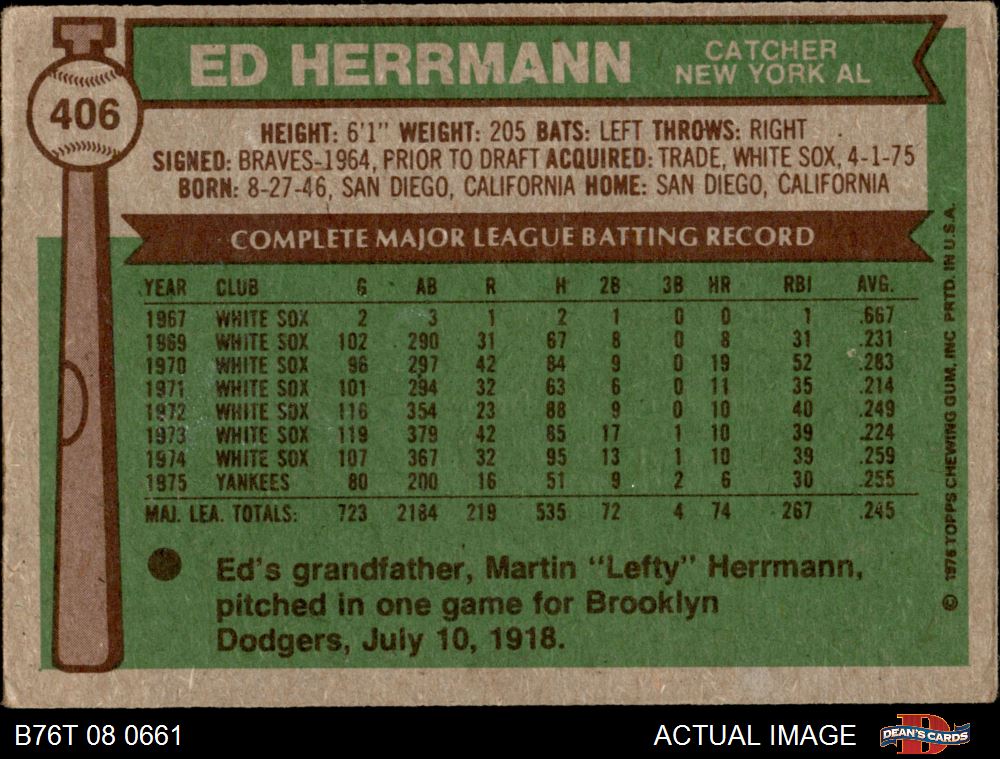 406
ED HERRMANN
CATCHER
NEW YORK AL
HEIGHT: 6'1" WEIGHT: 205 BATS: LEFT THROWS: RIGHT
SIGNED: BRAVES-1964, PRIOR TO DRAFT ACQUIRED: TRADE, WHITE SOX, 4-1-75
BORN: 8-27-46, SAN DIEGO, CALIFORNIA HOME: SAN DIEGO, CALIFORNIA
COMPLETE MAJOR LEAGUE BATTING RECORD
YEAR CLUB G AB R H 2B 3B HR RBI AVG.
1967 WHITE SOX 2 3 1 2 1 0 0 1 .667
1969 WHITE SOX 102 290 31 67 8 0 8 31 .231
1970 WHITE SOX 96 297 42 84 9 0 19 52 .283
1971 WHITE SOX 101 294 32 63 6 0 11 35 .214
1972 WHITE SOX 116 354 23 88 9 0 10 40 .249
1973 WHITE SOX 119 379 42 85 17 1 10 39 .224
1974 WHITE SOX 107 367 32 95 13 1 10 39 .259
1975 YANKEES 80 200 16 51 9 2 6 30 .255
MAJ. LEA. TOTALS: 723 2184 219 535 72 4 74 267 .245
Ed's grandfather, Martin "Lefty" Herrmann,
pitched in one game for Brooklyn
Dodgers, July 10, 1918.
© 1976 TOPPS CHEWING GUM, INC PRTD. IN U.S.A.
B76T 08 0661
ACTUAL IMAGE
DEAN'S CARDS